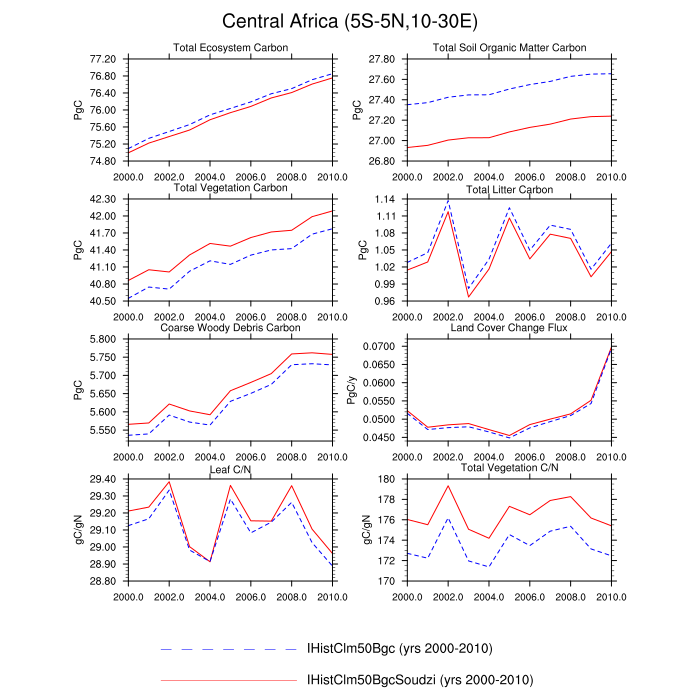 Central Africa (5S-5N,10-30E)
Total Ecosystem Carbon
PgC
77.20
76.80
76.40
76.00
75.60
75.20
74.80
2000.0 2002.0 2004.0 2006.0 2008.0 2010.0
Total Soil Organic Matter Carbon
PgC
27.80
27.60
27.40
27.20
27.00
26.80
2000.0 2002.0 2004.0 2006.0 2008.0 2010.0
Total Vegetation Carbon
PgC
42.30
42.00
41.70
41.40
41.10
40.80
40.50
2000.0 2002.0 2004.0 2006.0 2008.0 2010.0
Total Litter Carbon
PgC
1.14
1.11
1.08
1.05
1.02
0.99
0.96
2000.0 2002.0 2004.0 2006.0 2008.0 2010.0
Coarse Woody Debris Carbon
PgC
5.800
5.750
5.700
5.650
5.600
5.550
2000.0 2002.0 2004.0 2006.0 2008.0 2010.0
Land Cover Change Flux
PgC/y
0.0700
0.0650
0.0600
0.0550
0.0500
0.0450
2000.0 2002.0 2004.0 2006.0 2008.0 2010.0
Leaf C/N
gC/gN
29.40
29.30
29.20
29.10
29.00
28.90
28.80
2000.0 2002.0 2004.0 2006.0 2008.0 2010.0
Total Vegetation C/N
gC/gN
180
178
176
174
172
170
2000.0 2002.0 2004.0 2006.0 2008.0 2010.0
IHistClm50Bgc (yrs 2000-2010)
IHistClm50BgcSoudzi (yrs 2000-2010)